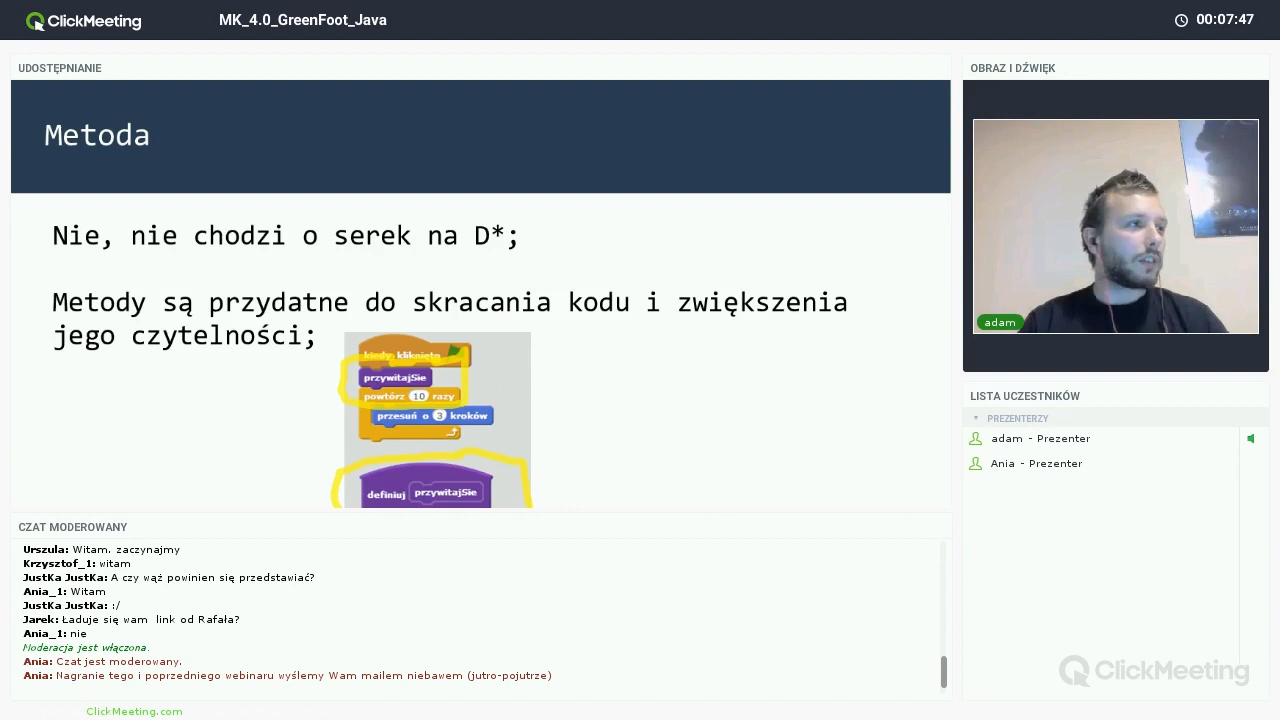 ClickMeeting
MK_4.0_GreenFoot_Java
00:07:47
UDOSTĘPNIANIE
Metoda
Nie, nie chodzi o serek na D*;
Metody są przydatne do skracania kodu i zwiększenia
jego czytelności;
kiedy kliknięto
przywitajSie
powtórz 10 razy
przesuń o 3 kroków
definiuj przywitajSie
OBRAZ I DŹWIĘK
adam
LISTA UCZESTNIKÓW
PREZENTERZY
adam - Prezenter
Ania - Prezenter
CZAT MODEROWANY
Urszula: Witam. zaczynajmy
Krzysztof_1: witam
JustKa JustKa: A czy wąż powinien się przedstawiać?
Ania_1: Witam
JustKa JustKa: :/
Jarek: Ładuje się wam link od Rafała?
Ania_1: nie
Moderacja jest włączona.
Ania: Czat jest moderowany.
Ania: Nagranie tego i poprzedniego webinaru wyślemy Wam mailem niebawem (jutro-pojutrze)
ClickMeeting
ClickMeeting.com